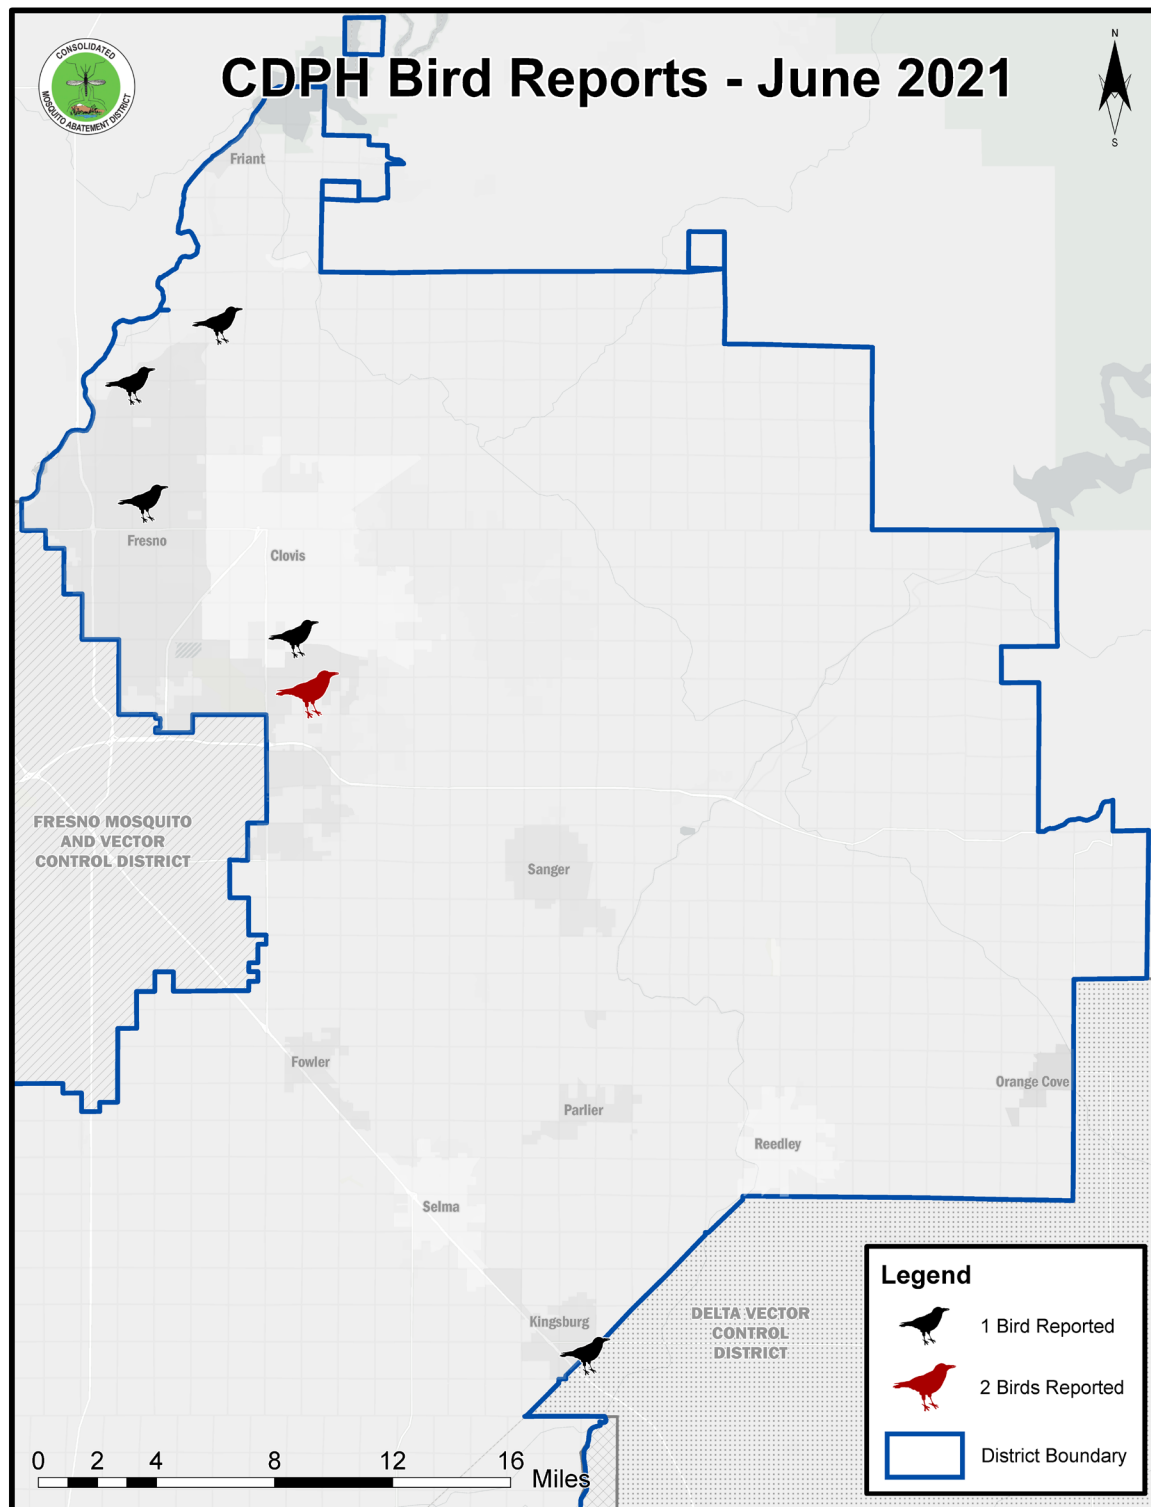 CONSOLIDATED
MOSQUITO ABATEMENT DISTRICT
CDPH Bird Reports - June 2021
N
S
Friant
Fresno
Clovis
FRESNO MOSQUITO
AND VECTOR
CONTROL DISTRICT
Sanger
Fowler
Orange Cove
Parlier
Reedley
Selma
Kingsburg
DELTA VECTOR
CONTROL
DISTRICT
Legend
1 Bird Reported
2 Birds Reported
District Boundary
0 2 4 8 12 16
Miles